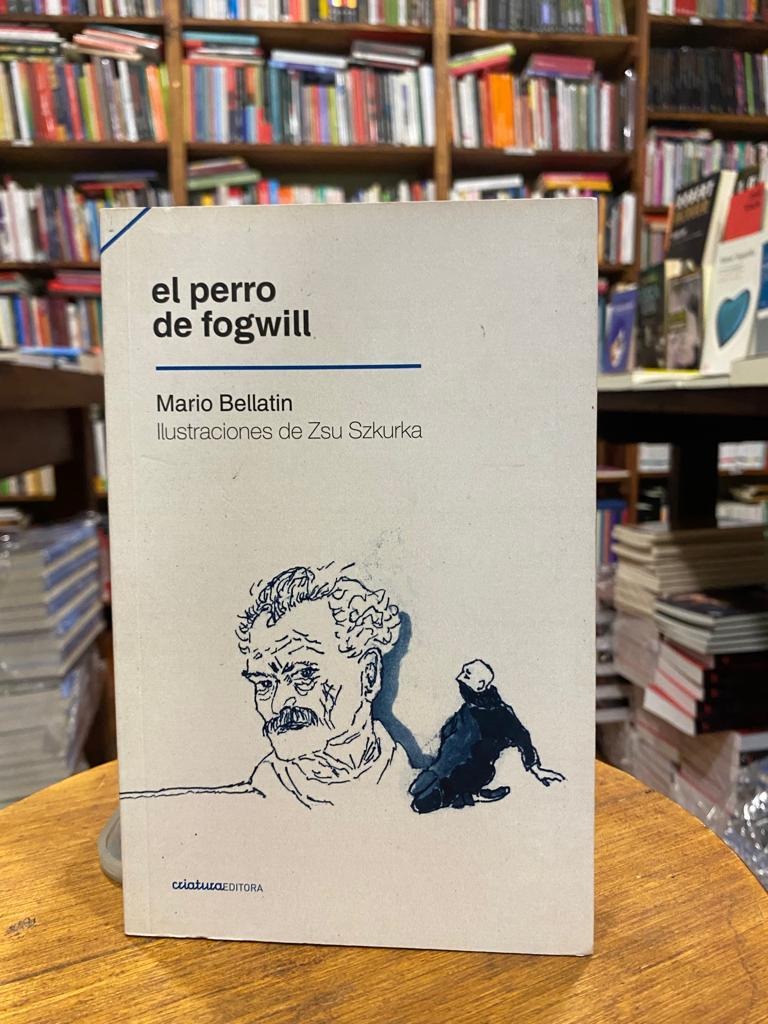 el perro
de fogwill
Mario Bellatin
Ilustraciones de Zsu Szkurka
criaturaEDITORA